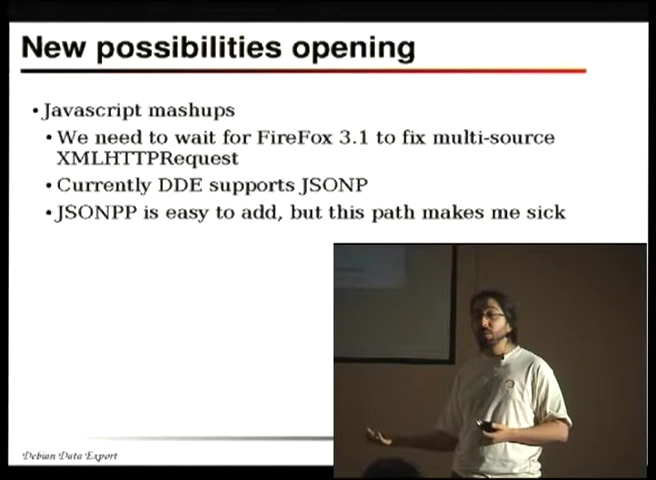 New possibilities opening
• Javascript mashups
• We need to wait for FireFox 3.1 to fix multi-source
XMLHTTPRequest
• Currently DDE supports JSONP
• JSONPP is easy to add, but this path makes me sick
Debian Data Export